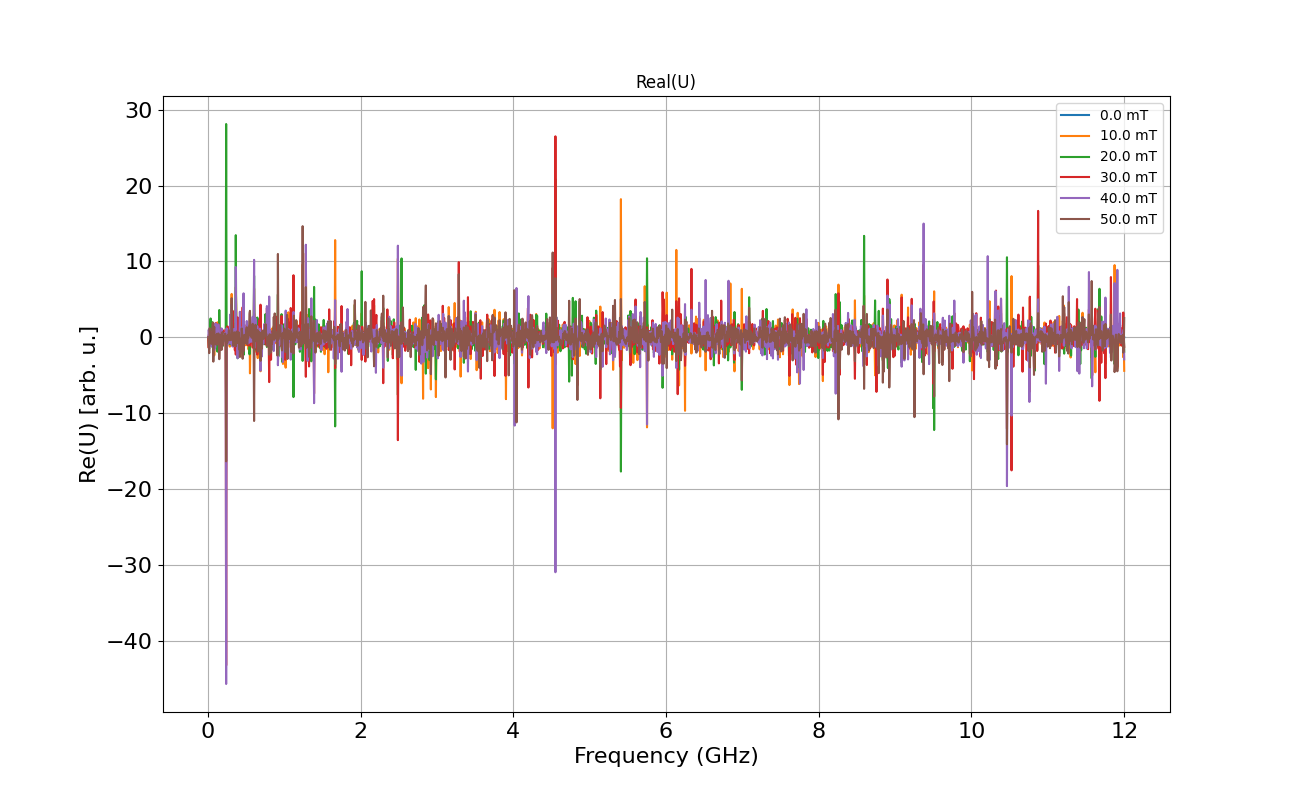 Real(U)
30
20
10
0
−10
−20
−30
−40
Re(U) [arb. u.]
0.0 mT
10.0 mT
20.0 mT
30.0 mT
40.0 mT
50.0 mT
0 2 4 6 8 10 12
Frequency (GHz)